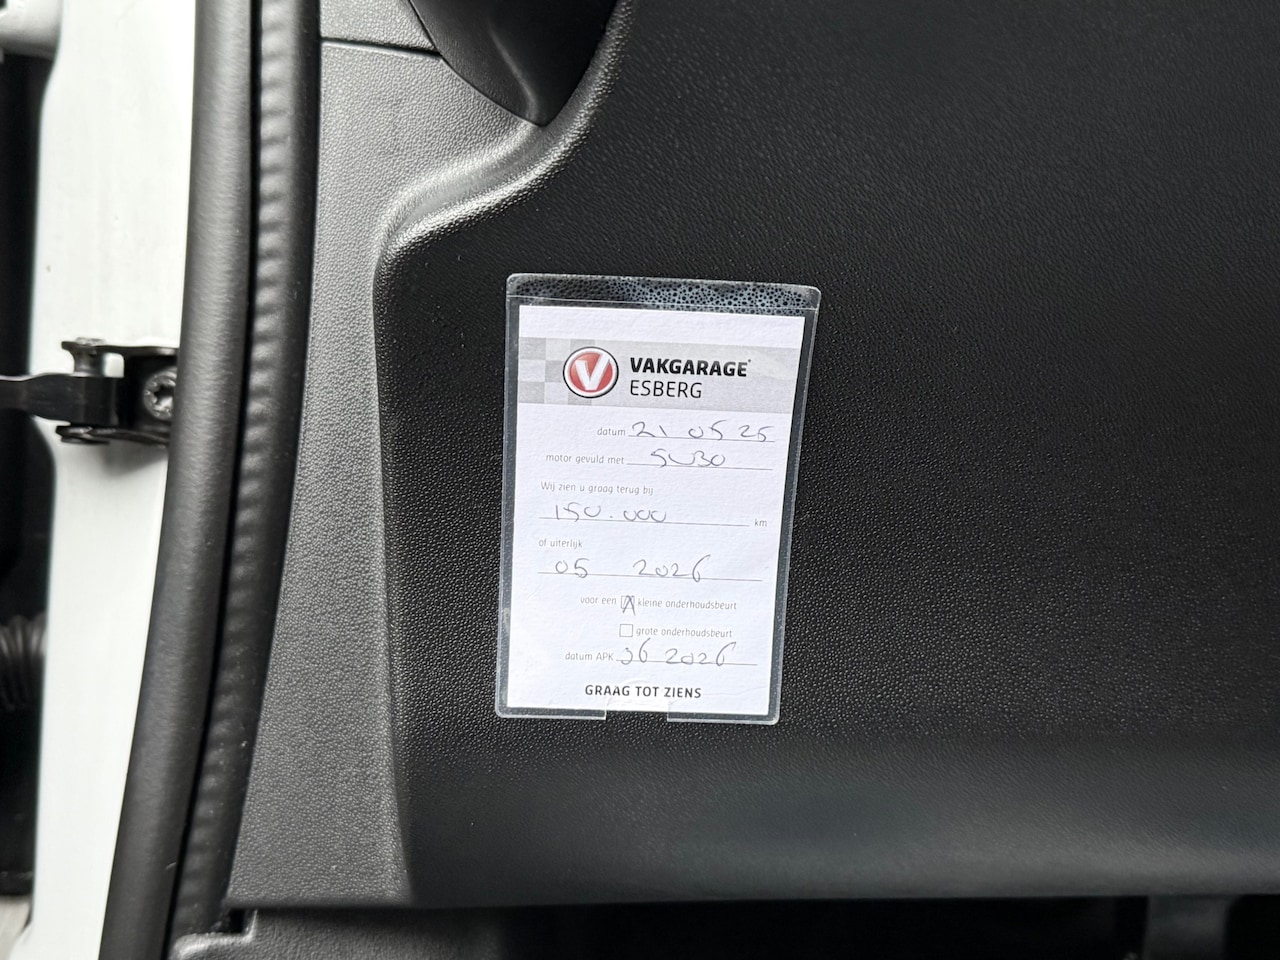 V VAKGARAGE
ESBERG
datum 21 05 25
motor gevuld met 5W30
Wij zien u graag terug bij
150.000 km
of uiterlijk
05 2026
voor een kleine onderhoudsbeurt
grote onderhoudsbeurt
datum APK 06 2026
GRAAG TOT ZIENS